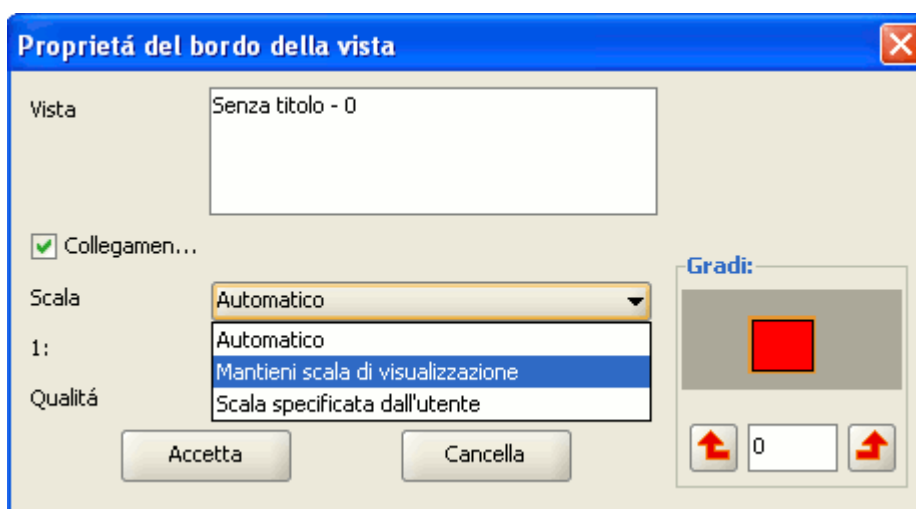 Proprietá del bordo della vista
Vista
Senza titolo - 0
Collegamen...
Gradi:
Scala
Automatico
Automatico
1:
Mantieni scala di visualizzazione
Qualitá
Scala specificata dall'utente
Accetta
Cancella
0